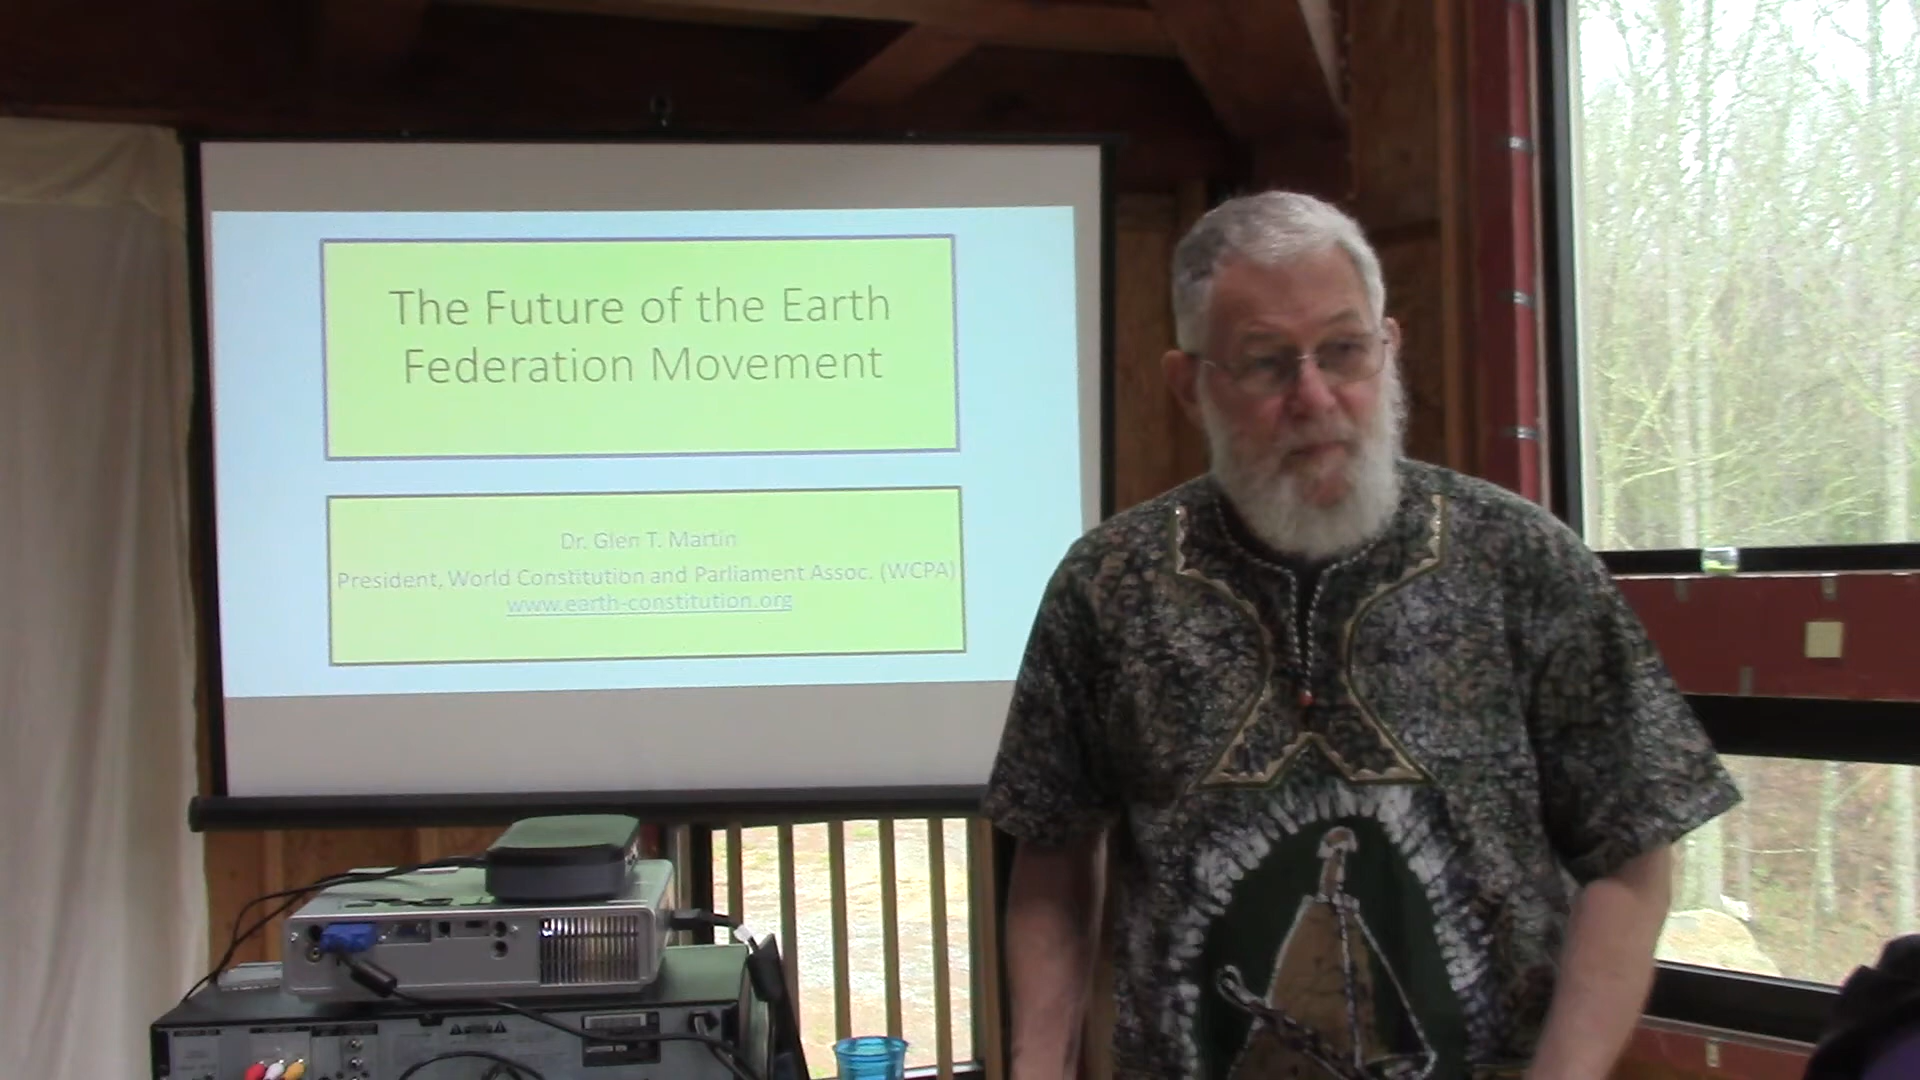 The Future of the Earth
Federation Movement
Dr. Glen T. Martin
President, World Constitution and Parliament Assoc. (WCPA)
www.earth-constitution.org